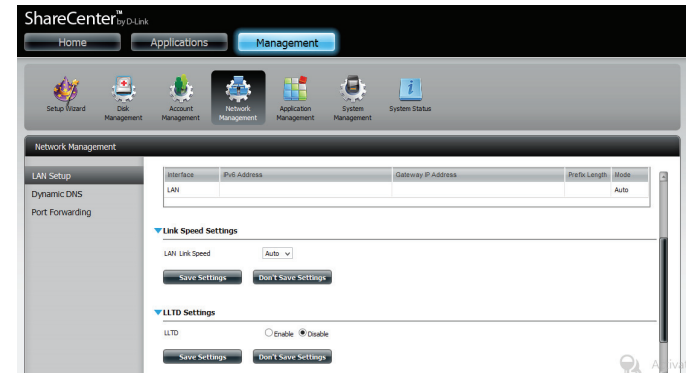 ShareCenter™ by D-Link
Home Applications Management
Setup Wizard Disk Management Account Management Network Management Application Management System Management System Status
Network Management
LAN Setup
Dynamic DNS
Port Forwarding
Interface IPv6 Address Gateway IP Address Prefix Length Mode
LAN Auto
Link Speed Settings
LAN Link Speed Auto
Save Settings Don't Save Settings
LLTD Settings
LLTD Enable Disable
Save Settings Don't Save Settings